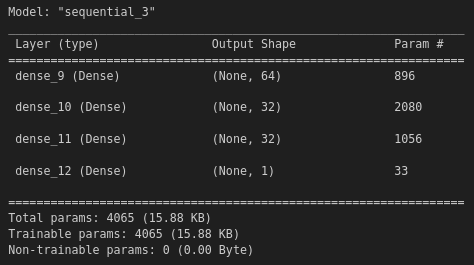 Model: "sequential_3"
_________________________________________________________________
 Layer (type)                Output Shape              Param #
=================================================================
 dense_9 (Dense)             (None, 64)                896
 dense_10 (Dense)            (None, 32)                2080
 dense_11 (Dense)            (None, 32)                1056
 dense_12 (Dense)            (None, 1)                 33
=================================================================
Total params: 4065 (15.88 KB)
Trainable params: 4065 (15.88 KB)
Non-trainable params: 0 (0.00 Byte)